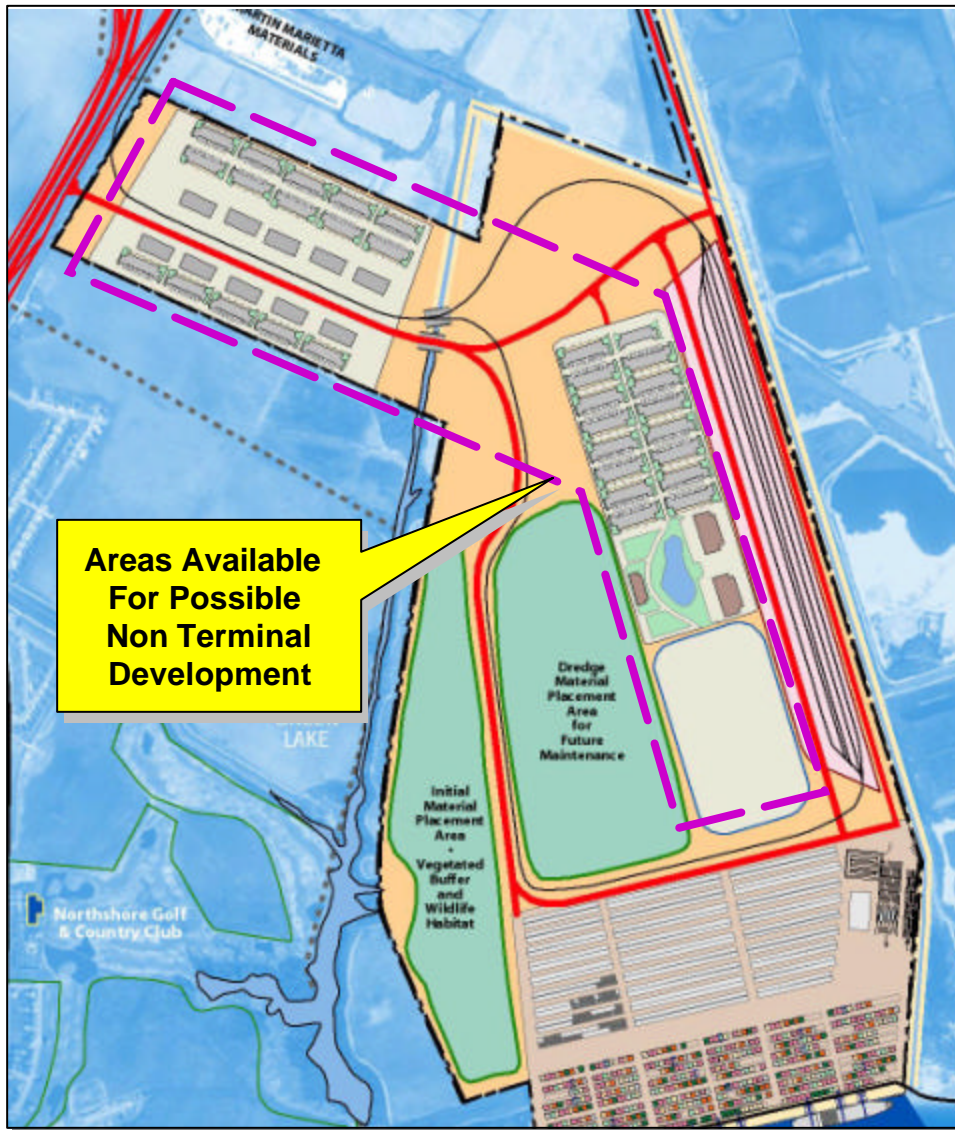 MARTIN MARIETTA
MATERIALS
Areas Available
For Possible
Non Terminal
Development
LAKE
Dredge
Material
Placement
Area
for
Future
Maintenance
Initial
Material
Placement
Area
+
Vegetated
Buffer
and
Wildlife
Habitat
Northshore Golf
& Country Club